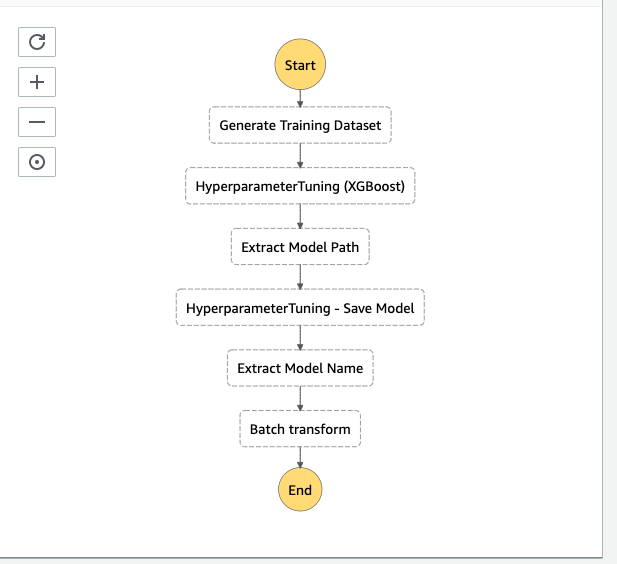 Start
Generate Training Dataset
HyperparameterTuning (XGBoost)
Extract Model Path
HyperparameterTuning - Save Model
Extract Model Name
Batch transform
End